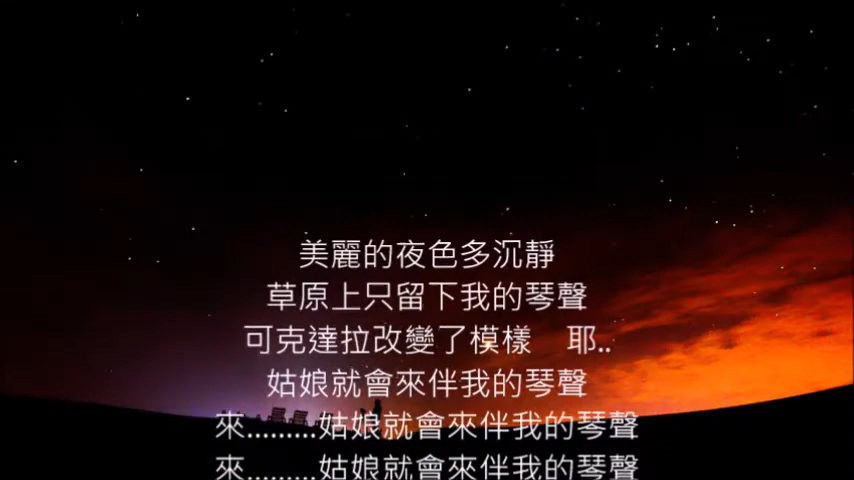 美麗的夜色多沉靜
草原上只留下我的琴聲
可克達拉改變了模樣　耶..
姑娘就會來伴我的琴聲
來.........姑娘就會來伴我的琴聲
來.........姑娘就會來伴我的琴聲